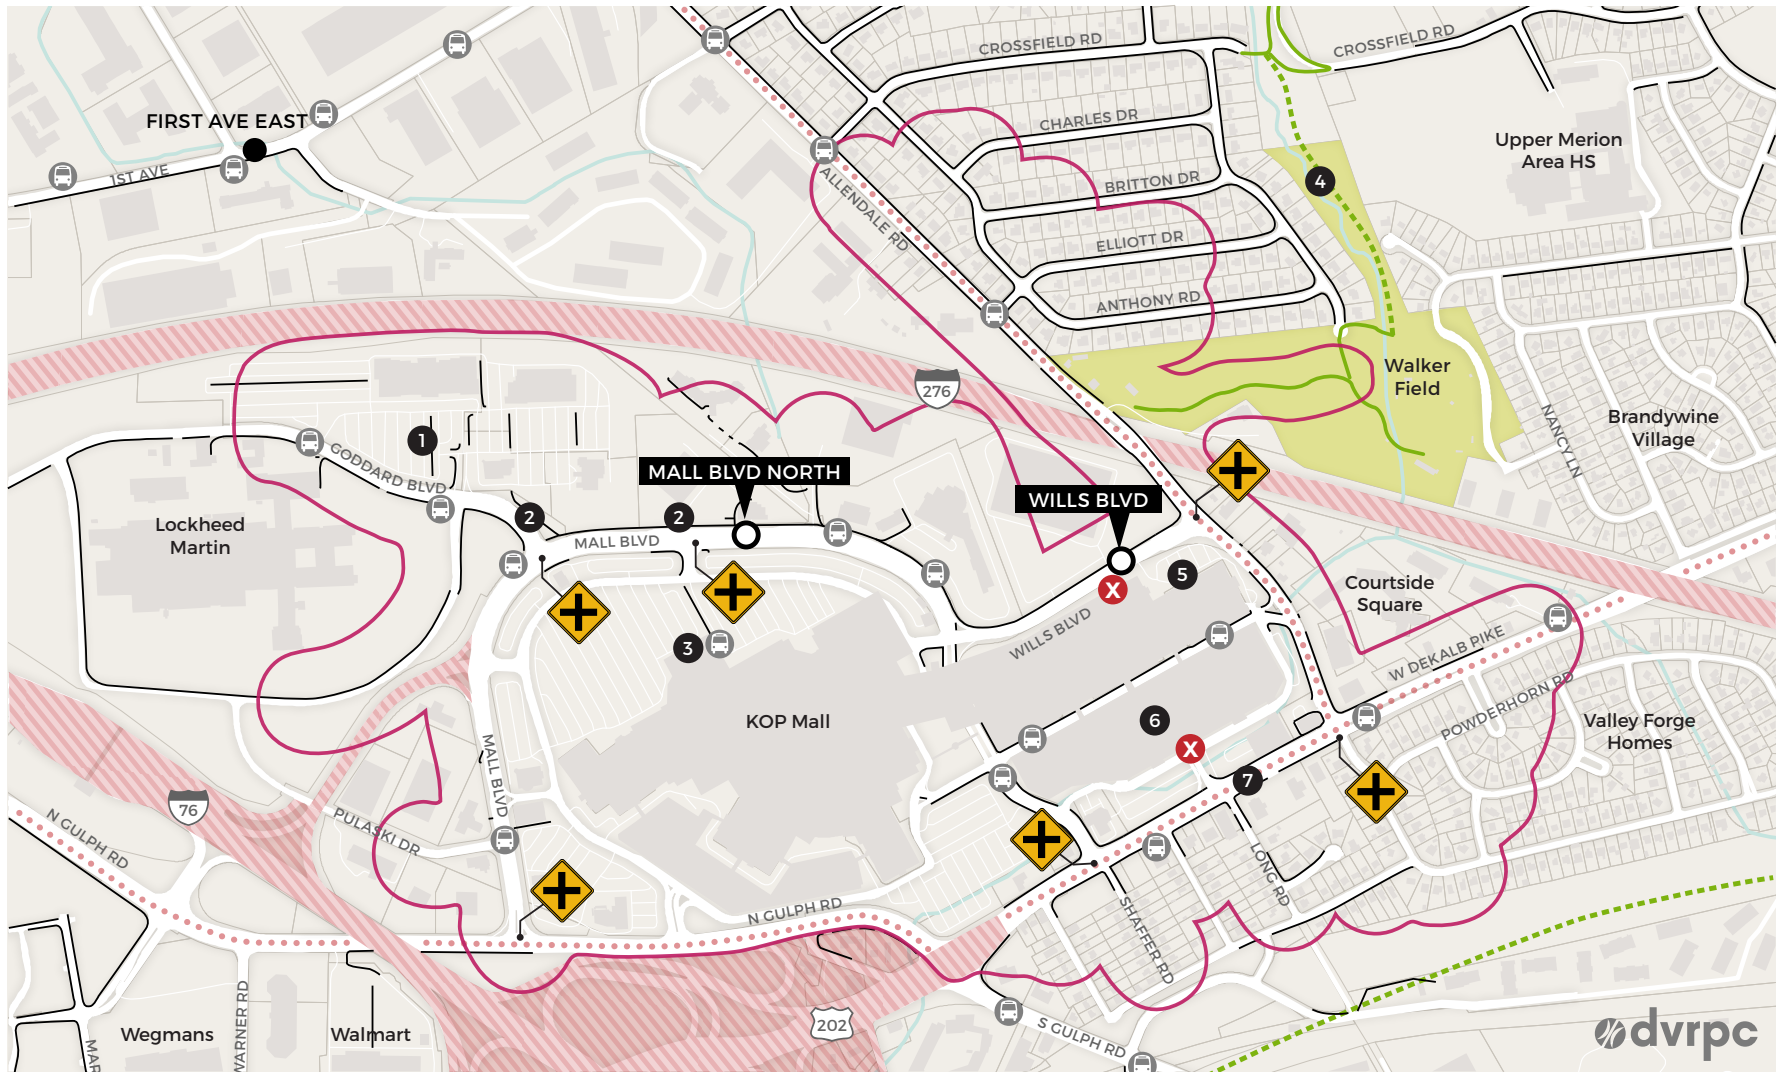 CROSSFIELD RD
CROSSFIELD RD
FIRST AVE EAST
1ST AVE
CHARLES DR
Upper Merion
Area HS
4
ALLENDALE RD
BRITTON DR
ELLIOTT DR
ANTHONY RD
Walker
Field
276
NANCY LN
Brandywine
Village
1
GODDARD BLVD
MALL BLVD NORTH
WILLS BLVD
Lockheed
Martin
2
2
MALL BLVD
5
X
Courtside
Square
3
WILLS BLVD
W DEKALB PIKE
POWDERHORN RD
KOP Mall
6
X
Valley Forge
Homes
MALL BLVD
7
76
N GULPH RD
PULASKI DR
LONG RD
N GULPH RD
SHAFFER RD
Wegmans
WARNER RD
Walmart
202
S GULPH RD
MAR
dvrpc